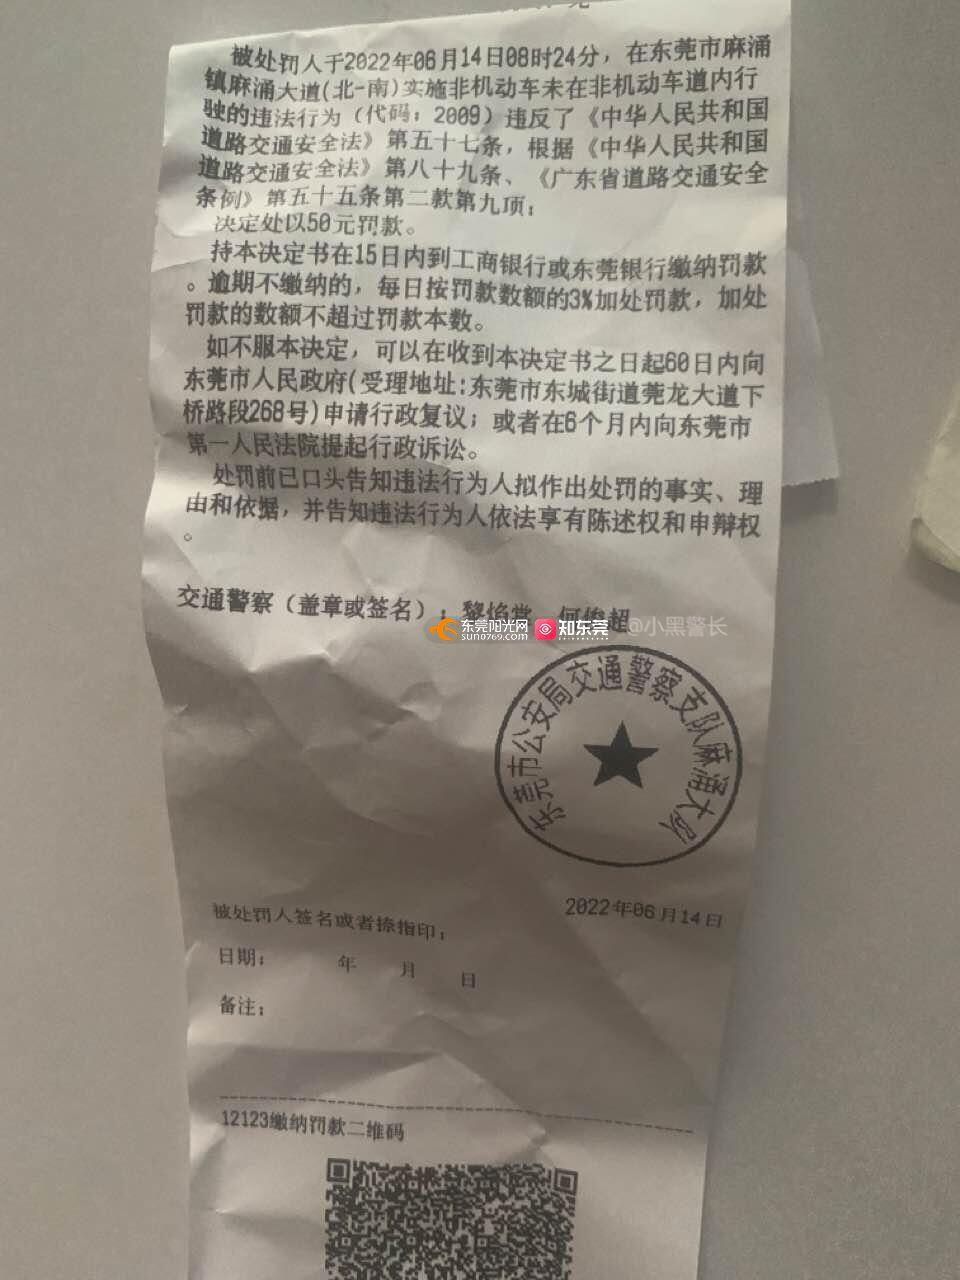 被处罚人于2022年06月14日08时24分，在东莞市麻涌
镇麻涌大道(北-南)实施非机动车未在非机动车道内行
驶的违法行为（代码：2009）违反了《中华人民共和国
道路交通安全法》第五十七条，根据《中华人民共和国
道路交通安全法》第八十九条、《广东省道路交通安全
条例》第五十五条第二款第九项；
决定处以50元罚款。
持本决定书在15日内到工商银行或东莞银行缴纳罚款
。逾期不缴纳的，每日按罚款数额的3%加处罚款，加处
罚款的数额不超过罚款本数。
如不服本决定，可以在收到本决定书之日起60日内向
东莞市人民政府(受理地址:东莞市东城街道莞龙大道下
桥路段268号)申请行政复议；或者在6个月内向东莞市
第一人民法院提起行政诉讼。
处罚前已口头告知违法行为人拟作出处罚的事实、理
由和依据，并告知违法行为人依法享有陈述权和申辩权
。
交通警察（盖章或签名）：黎焰棠 何俊超
东莞阳光网
sun0769.com
知东莞
@小黑警长
东莞市公安局交通警察支队麻涌大队
2022年06月14日
被处罚人签名或者捺指印：
日期： 年 月 日
备注：
12123缴纳罚款二维码